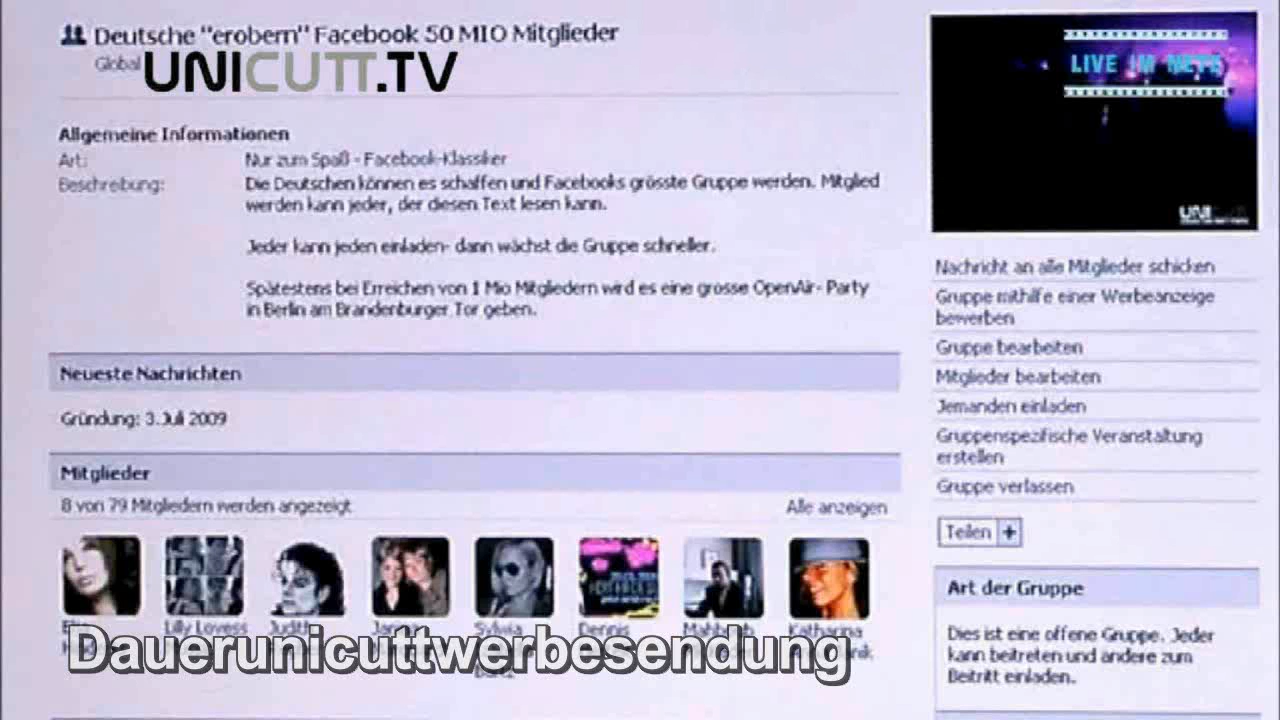 Deutsche "erobern" Facebook 50 MIO Mitglieder
Global
UNICUTT.TV
Allgemeine Informationen
Art:
Nur zum Spaß - Facebook-Klassiker
Beschreibung:
Die Deutschen können es schaffen und Facebooks grösste Gruppe werden. Mitglied
werden kann jeder, der diesen Text lesen kann.
Jeder kann jeden einladen- dann wächst die Gruppe schneller.
Spätestens bei Erreichen von 1 Mio Mitgliedern wird es eine grosse OpenAir- Party
in Berlin am Brandenburger Tor geben.
Neueste Nachrichten
Gründung: 3. Juli 2009
Mitglieder
8 von 79 Mitgliedern werden angezeigt
Alle anzeigen
Lilly Lovess
Judith
Sylvia
Dennis
Katharina
Dauerunicuttwerbesendung
LIVE IM NETZ
UNICUTT
Nachricht an alle Mitglieder schicken
Gruppe mithilfe einer Werbeanzeige
bewerben
Gruppe bearbeiten
Mitglieder bearbeiten
Jemanden einladen
Gruppenspezifische Veranstaltung
erstellen
Gruppe verlassen
Teilen +
Art der Gruppe
Dies ist eine offene Gruppe. Jeder
kann beitreten und andere zum
Beitritt einladen.